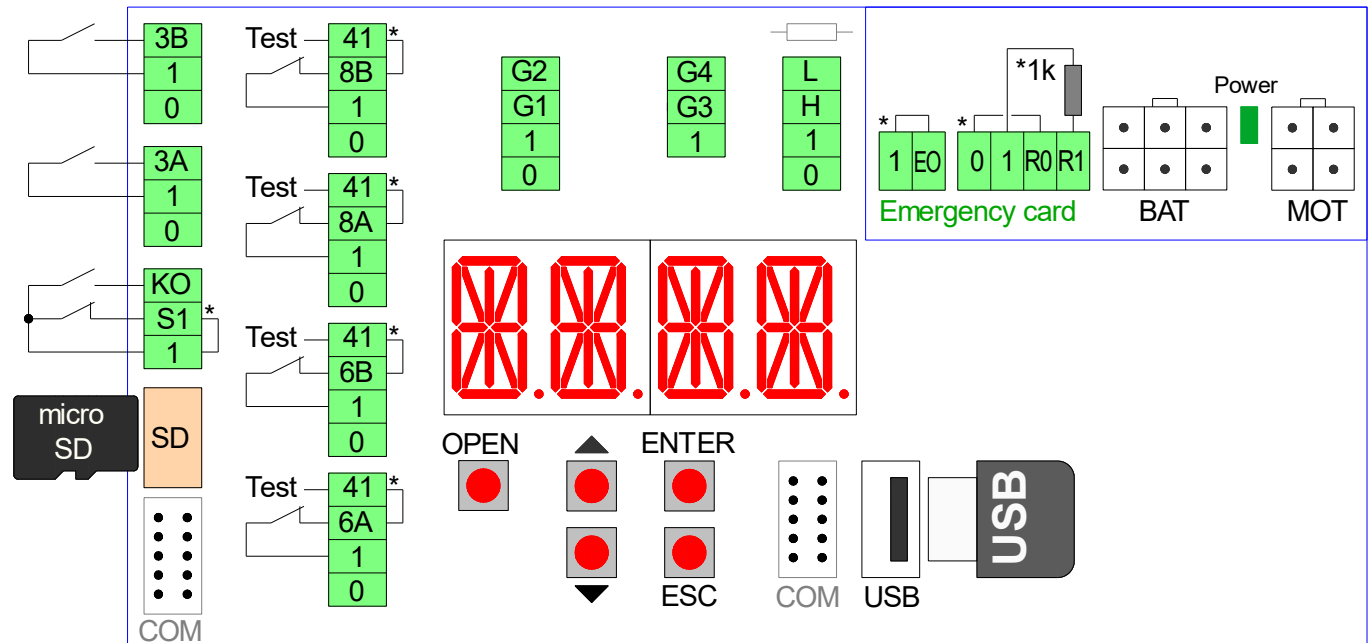 3B
1
0
3A
1
0
KO
S1 *
1
micro
SD
SD
COM
Test 41 *
8B
1
0
Test 41 *
8A
1
0
Test 41 *
6B
1
0
Test 41 *
6A
1
0
G2
G1
1
0
G4
G3
1
L
H
1
0
*1k
Power
* *
1 EO 0 1 R0 R1
Emergency card BAT MOT
OPEN ENTER
ESC
COM USB
USB